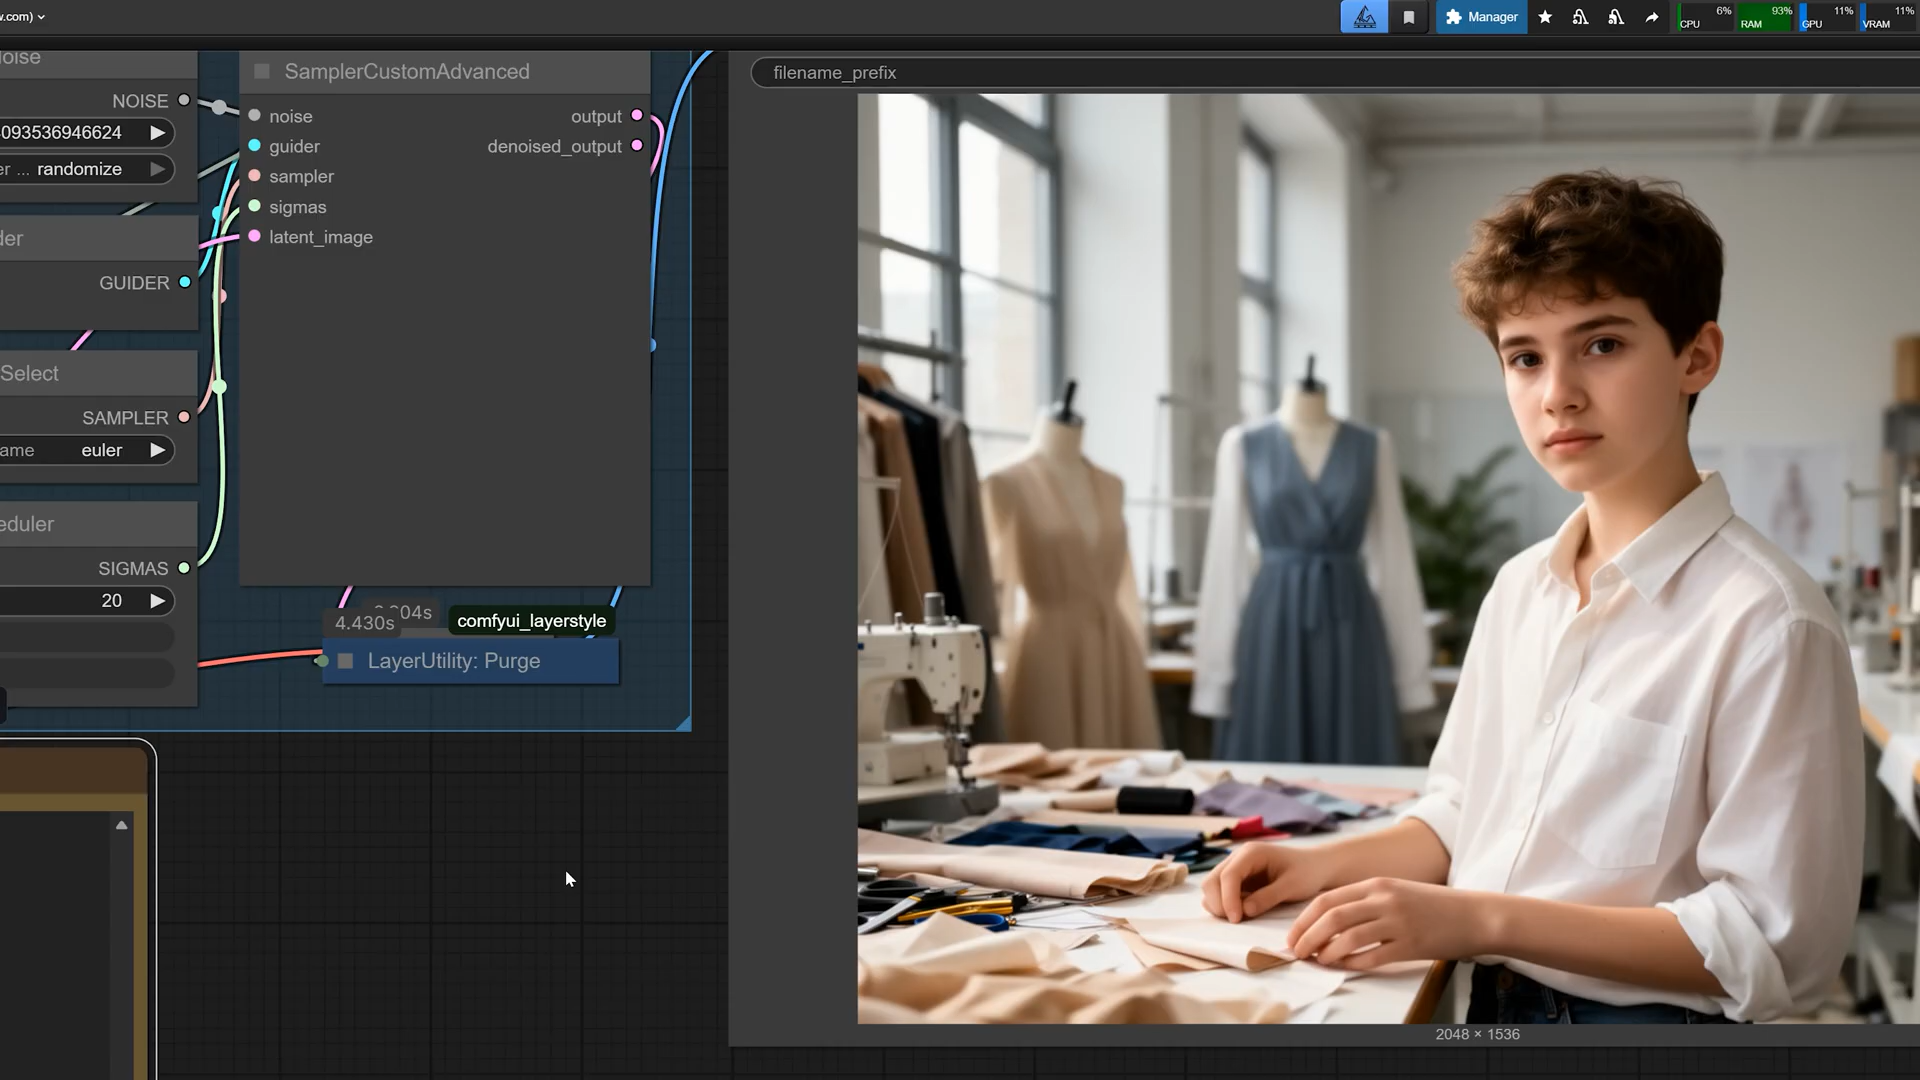 w.com)
Manager
CPU 6%
RAM 93%
GPU 11%
VRAM 11%
oise
NOISE
093536946624
er ... randomize
der
GUIDER
Select
SAMPLER
ame euler
eduler
SIGMAS
20
SamplerCustomAdvanced
noise output
guider denoised_output
sampler
sigmas
latent_image
04s
4.430s
comfyui_layerstyle
LayerUtility: Purge
filename_prefix
2048 × 1536